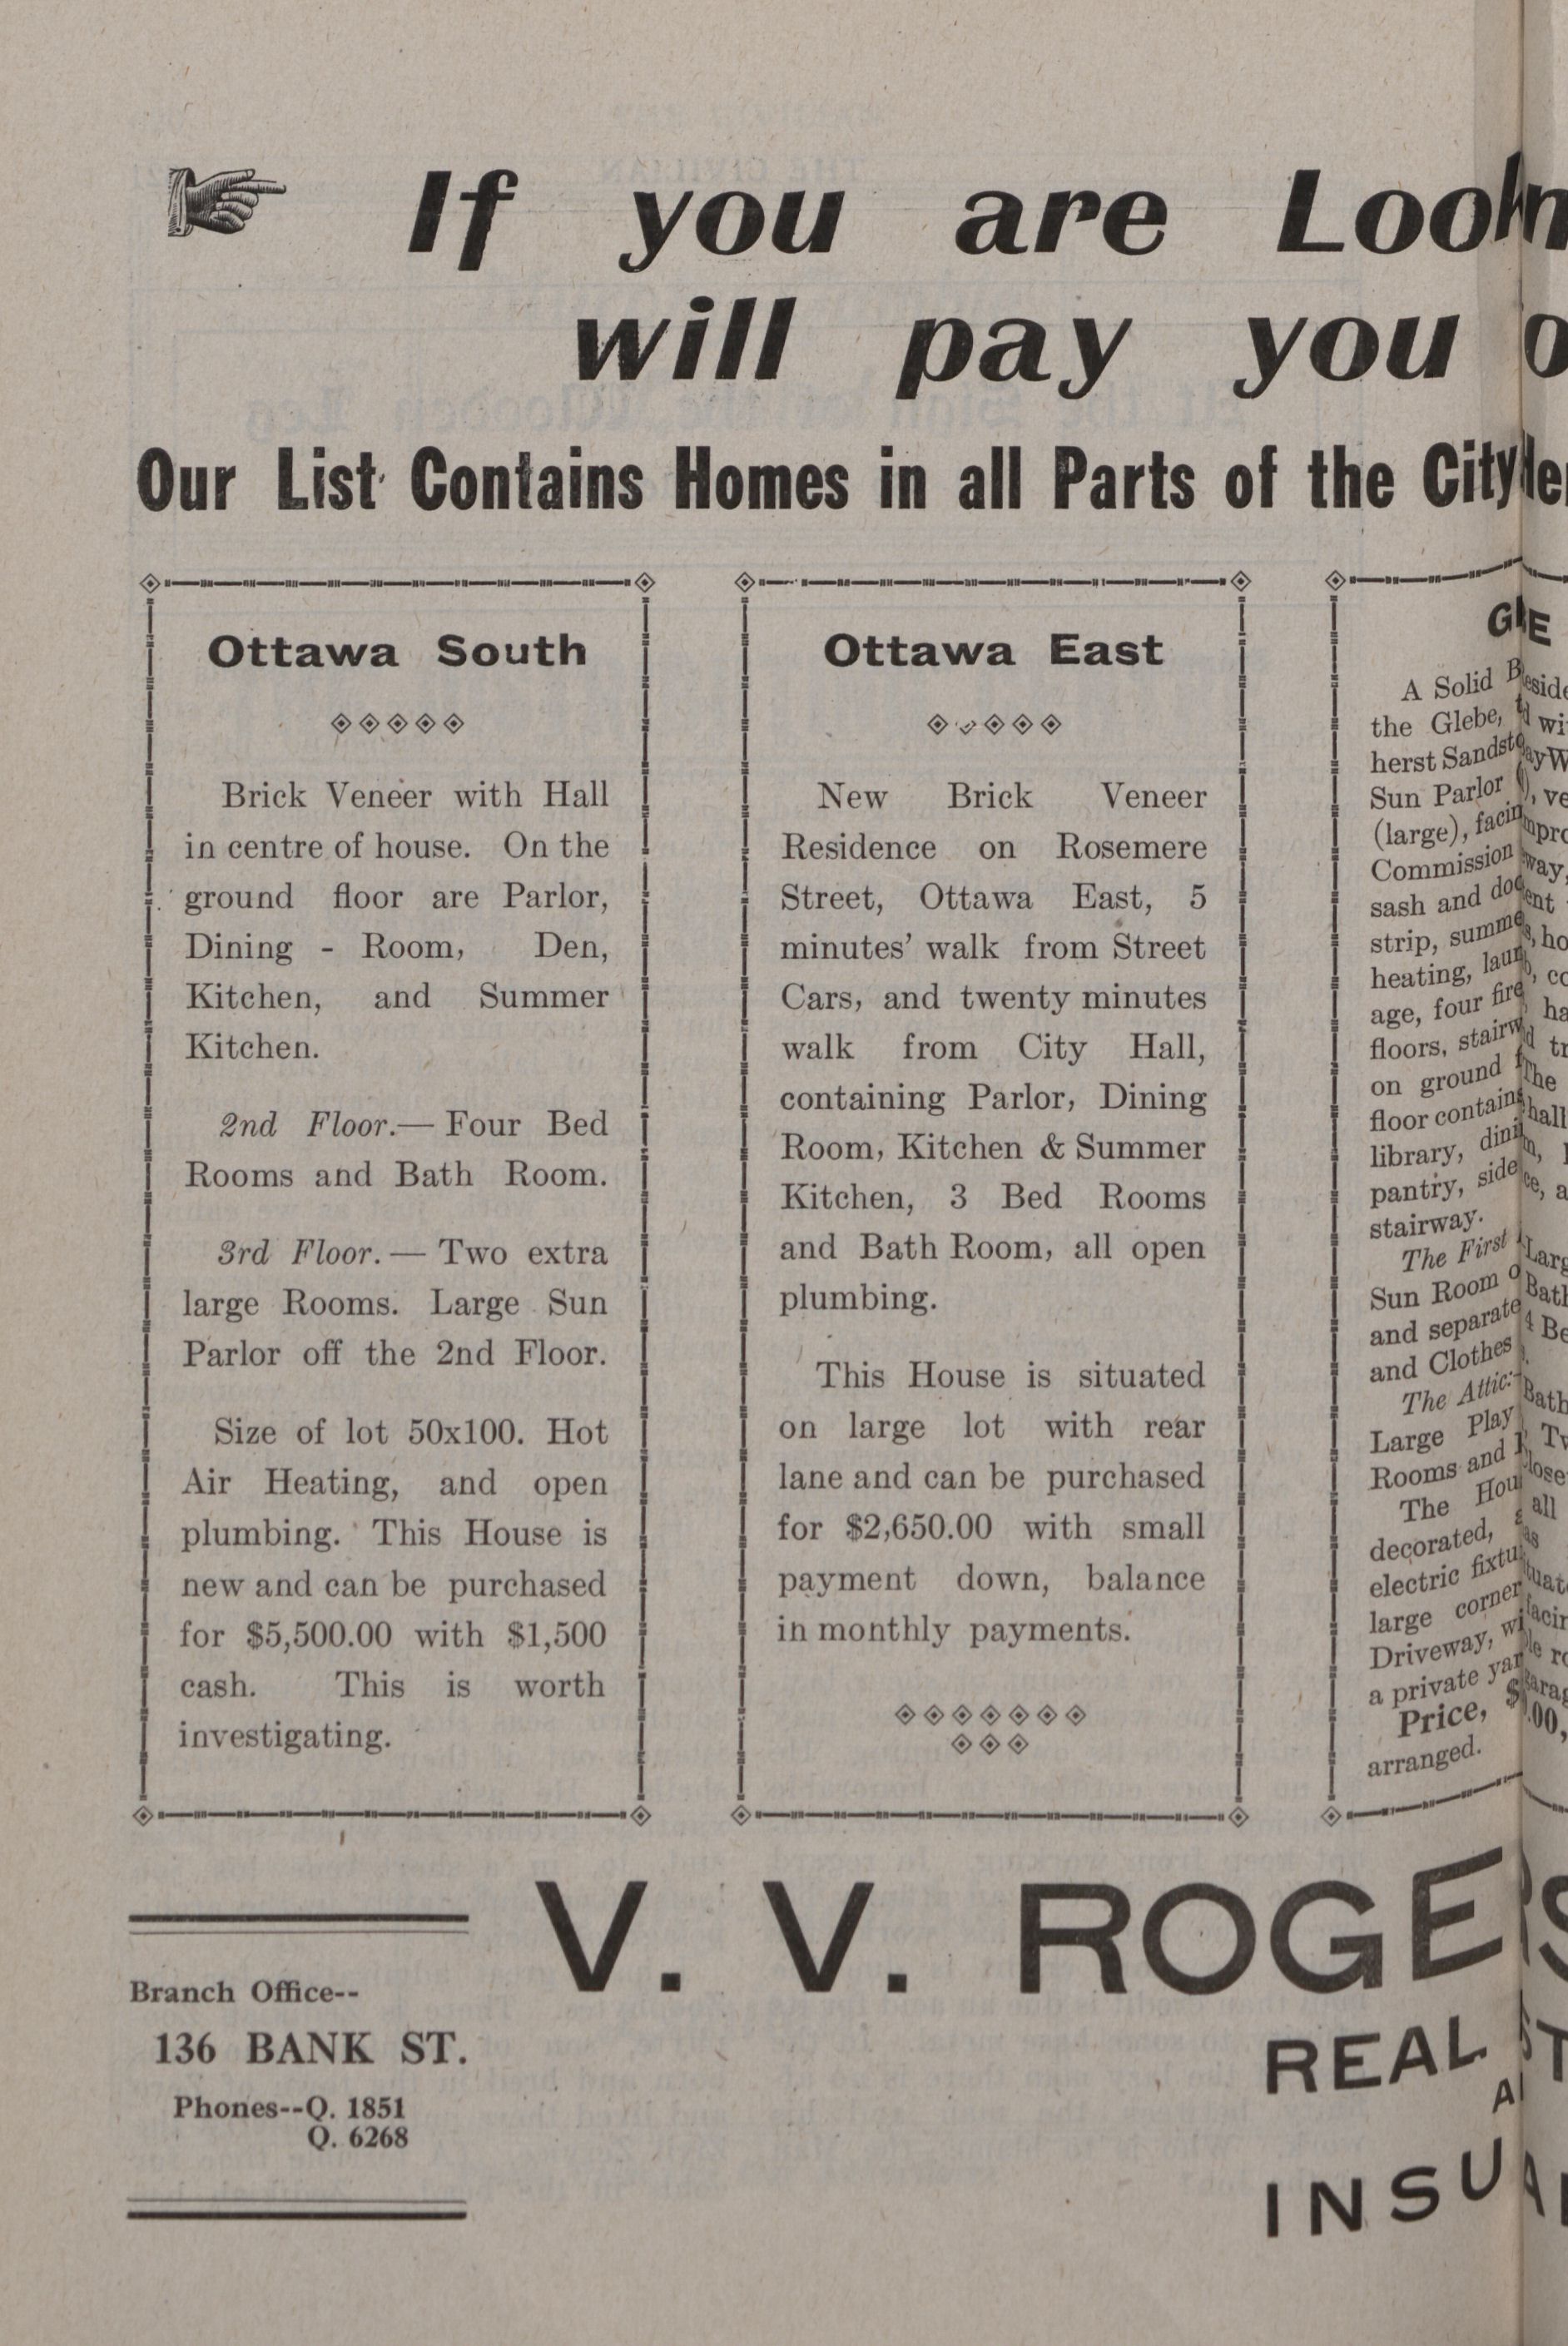 If you are
will pay you
Our List Contains Homes in all Parts of the City
Ottawa South
Brick Veneer with Hall
in centre of house. On the
ground floor are Parlor,
Dining - Room, Den,
Kitchen, and Summer
Kitchen.
2nd Floor.— Four Bed
Rooms and Bath Room.
3rd Floor.— Two extra
large Rooms. Large Sun
Parlor off the 2nd Floor.
Size of lot 50x100. Hot
Air Heating, and open
plumbing. This House is
new and can be purchased
for $5,500.00 with $1,500
cash. This is worth
investigating.
Ottawa East
New Brick Veneer
Residence on Rosemere
Street, Ottawa East, 5
minutes' walk from Street
Cars, and twenty minutes
walk from City Hall,
containing Parlor, Dining
Room, Kitchen & Summer
Kitchen, 3 Bed Rooms
and Bath Room, all open
plumbing.
This House is situated
on large lot with rear
lane and can be purchased
for $2,650.00 with small
payment down, balance
in monthly payments.
A Solid
the Glebe,
herst
Sun Parlor
(large),
Commission
sash and
strip,
heating,
age, four
floors,
on ground
floor
library,
pantry,
stairway.
The First
Sun Room
and separate
and Clothes
The Attic:
Large Play
Rooms and
The
decorated,
electric
large corner
Driveway,
a private
Price,
arranged.
V. V.
REAL
Branch Office--
136 BANK ST.
Phones--Q. 1851
Q. 6268